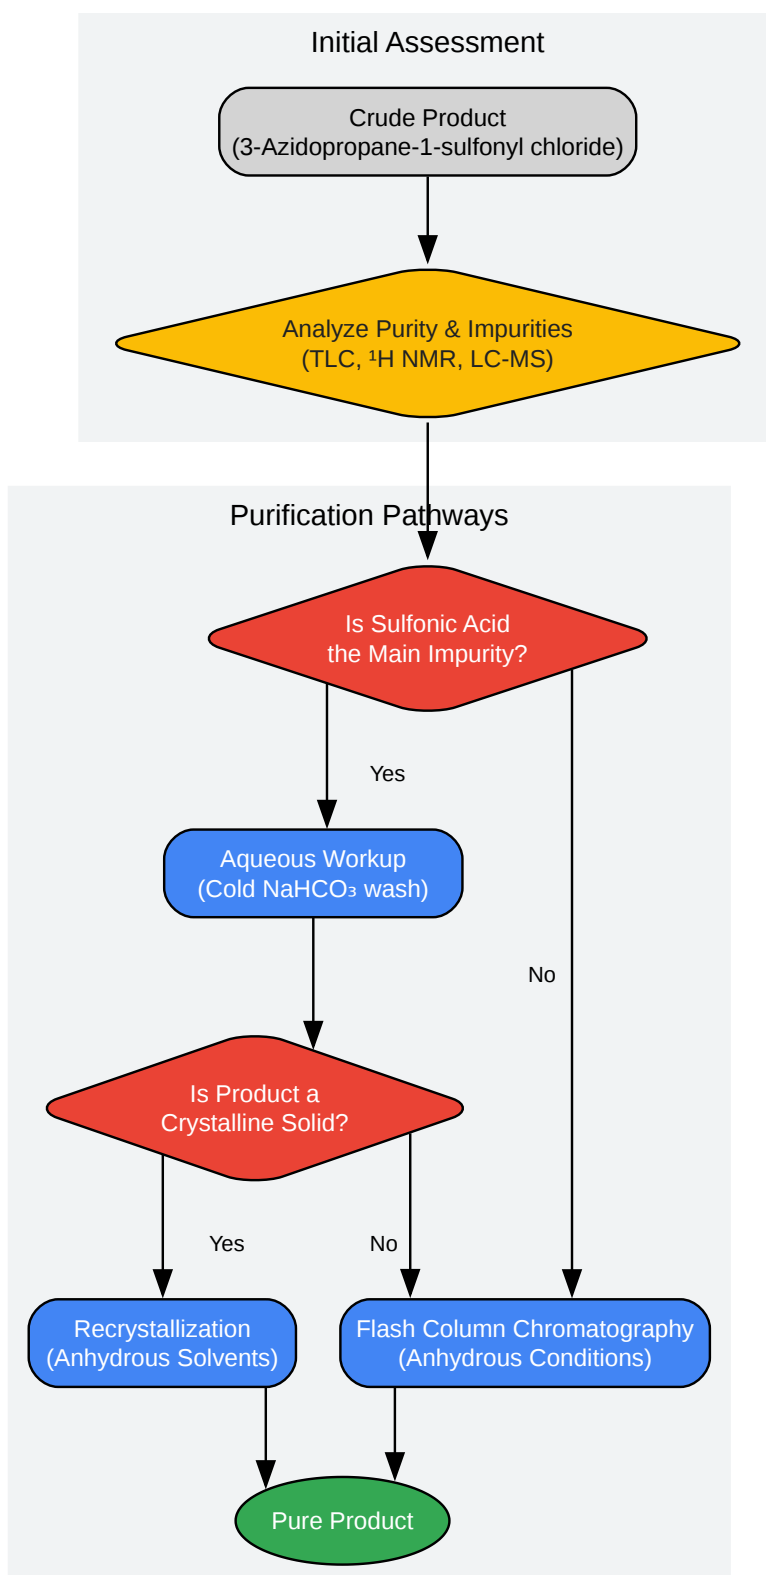 Initial Assessment
Crude Product
(3-Azidopropane-1-sulfonyl chloride)
Analyze Purity & Impurities
(TLC, ¹H NMR, LC-MS)
Purification Pathways
Is Sulfonic Acid
the Main Impurity?
Yes
Aqueous Workup
(Cold NaHCO₃ wash)
No
Is Product a
Crystalline Solid?
Yes
No
Recrystallization
(Anhydrous Solvents)
Flash Column Chromatography
(Anhydrous Conditions)
Pure Product